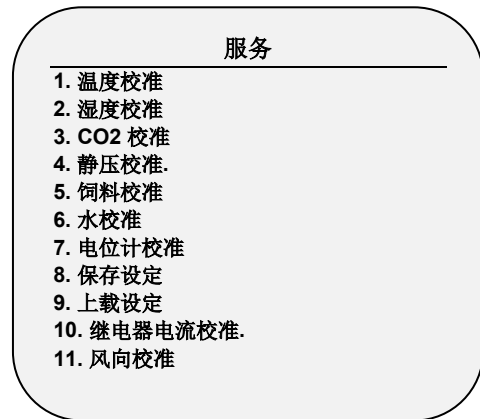 服务
1. 温度校准
2. 湿度校准
3. CO2 校准
4. 静压校准.
5. 饲料校准
6. 水校准
7. 电位计校准
8. 保存设定
9. 上载设定
10. 继电器电流校准.
11. 风向校准